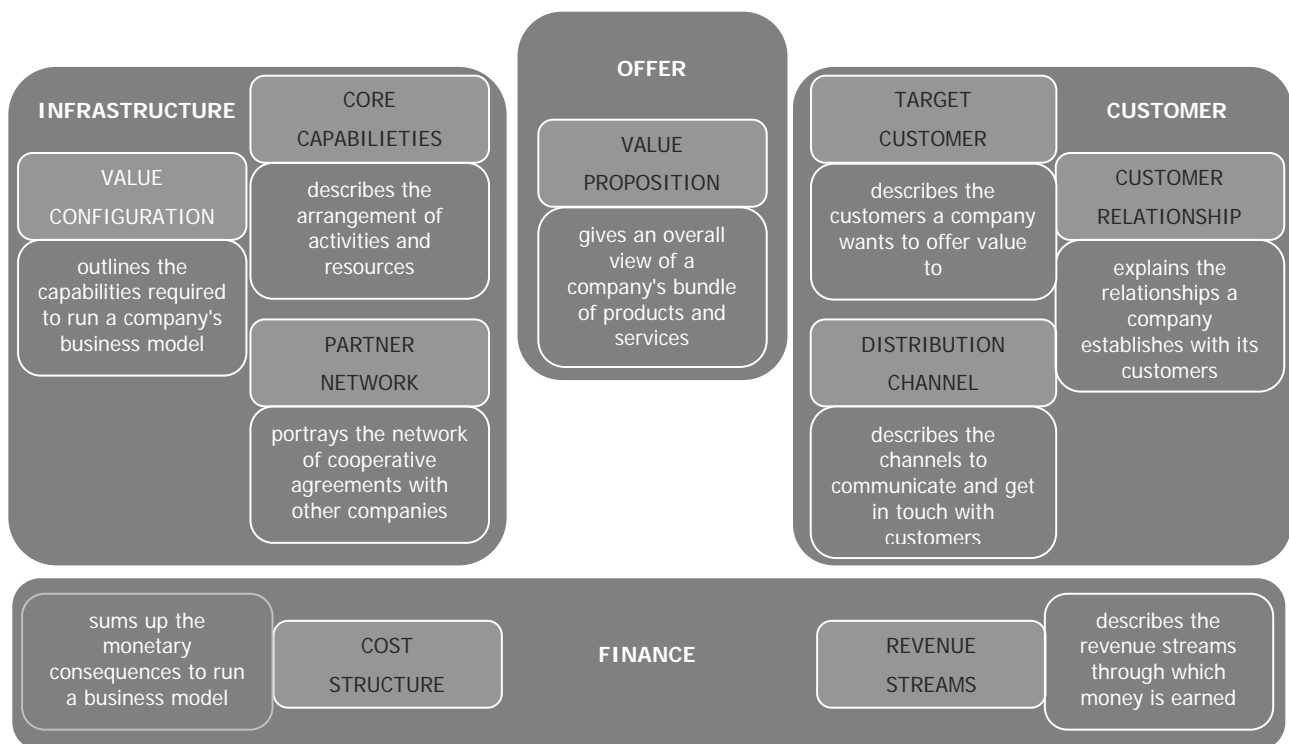 INFRASTRUCTURE
CORE
CAPABILIETIES
describes the
arrangement of
activities and
resources
VALUE
CONFIGURATION
outlines the
capabilities required
to run a company's
business model
PARTNER
NETWORK
portrays the network
of cooperative
agreements with
other companies
OFFER
VALUE
PROPOSITION
gives an overall
view of a
company's bundle
of products and
services
TARGET
CUSTOMER
describes the
customers a company
wants to offer value
to
CUSTOMER
CUSTOMER
RELATIONSHIP
explains the
relationships a
company
establishes with its
customers
DISTRIBUTION
CHANNEL
describes the
channels to
communicate and get
in touch with
customers
sums up the
monetary
consequences to run
a business model
COST
STRUCTURE
FINANCE
REVENUE
STREAMS
describes the
revenue streams
through which
money is earned